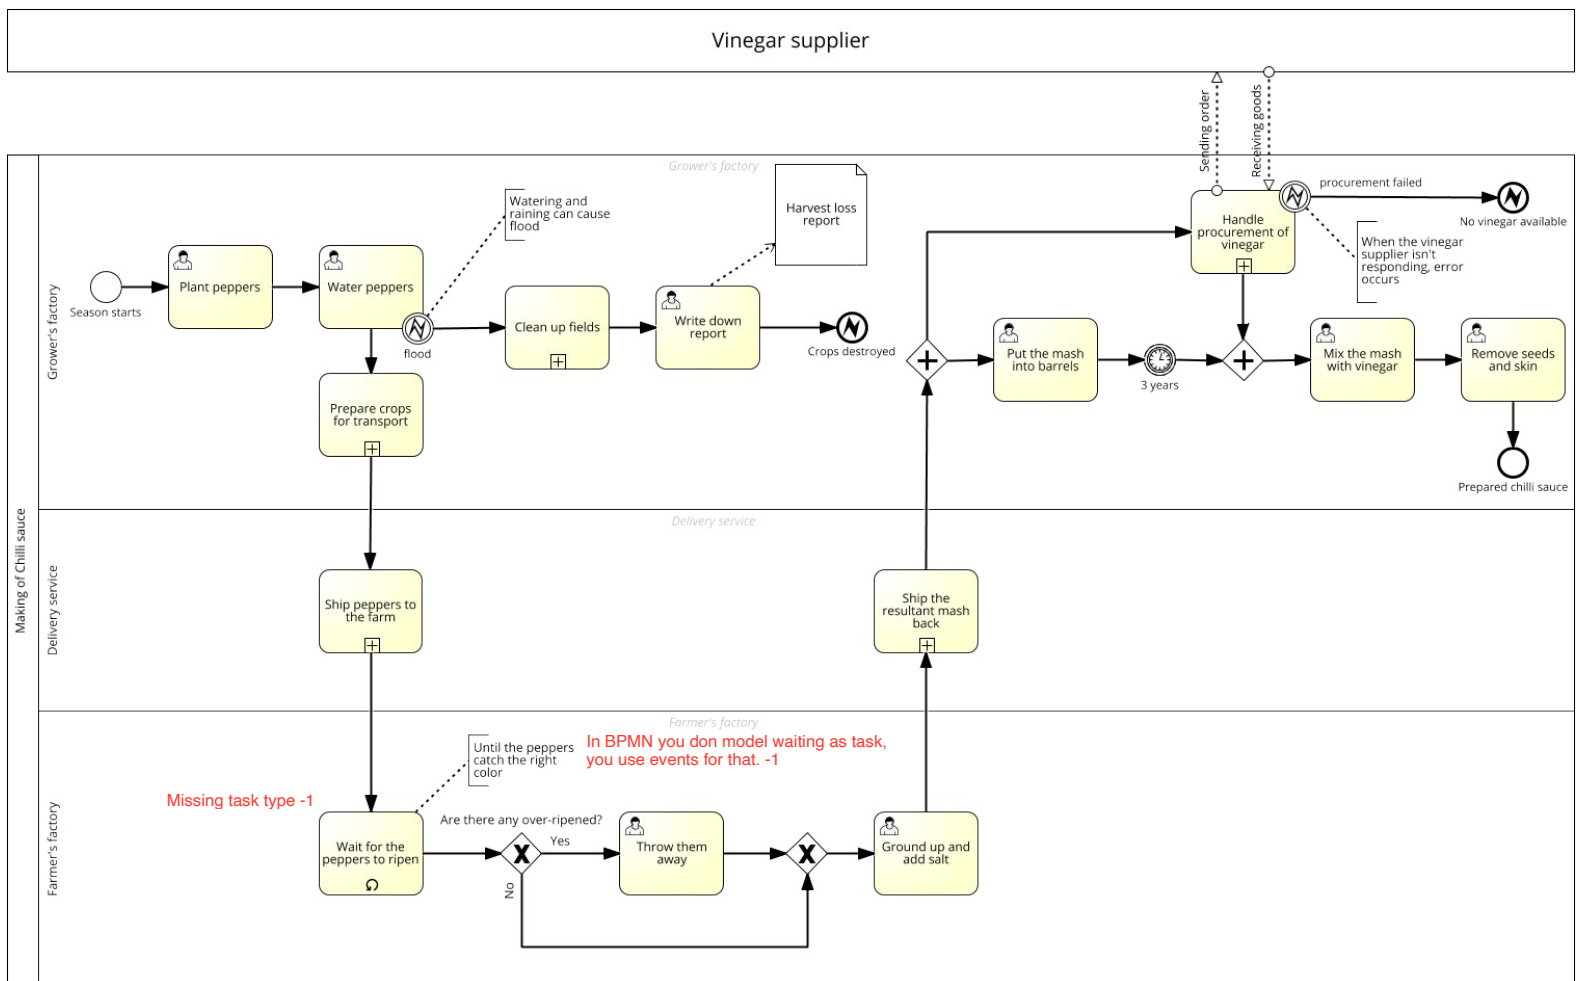 Vinegar supplier
Sending order
Receiving goods
Making of Chilli sauce
Grower's factory
Grower's factory
Season starts
Plant peppers
Water peppers
flood
Watering and
raining can cause
flood
Clean up fields
Write down
report
Harvest loss
report
Crops destroyed
Prepare crops
for transport
Handle
procurement of
vinegar
procurement failed
No vinegar available
When the vinegar
supplier isn't
responding, error
occurs
Put the mash
into barrels
3 years
Mix the mash
with vinegar
Remove seeds
and skin
Prepared chilli sauce
Delivery service
Delivery service
Ship peppers to
the farm
Ship the
resultant mash
back
Farmer's factory
Farmer's factory
Until the peppers
catch the right
color
In BPMN you don model waiting as task,
you use events for that. -1
Missing task type -1
Wait for the
peppers to ripen
Are there any over-ripened?
Yes
No
Throw them
away
Ground up and
add salt